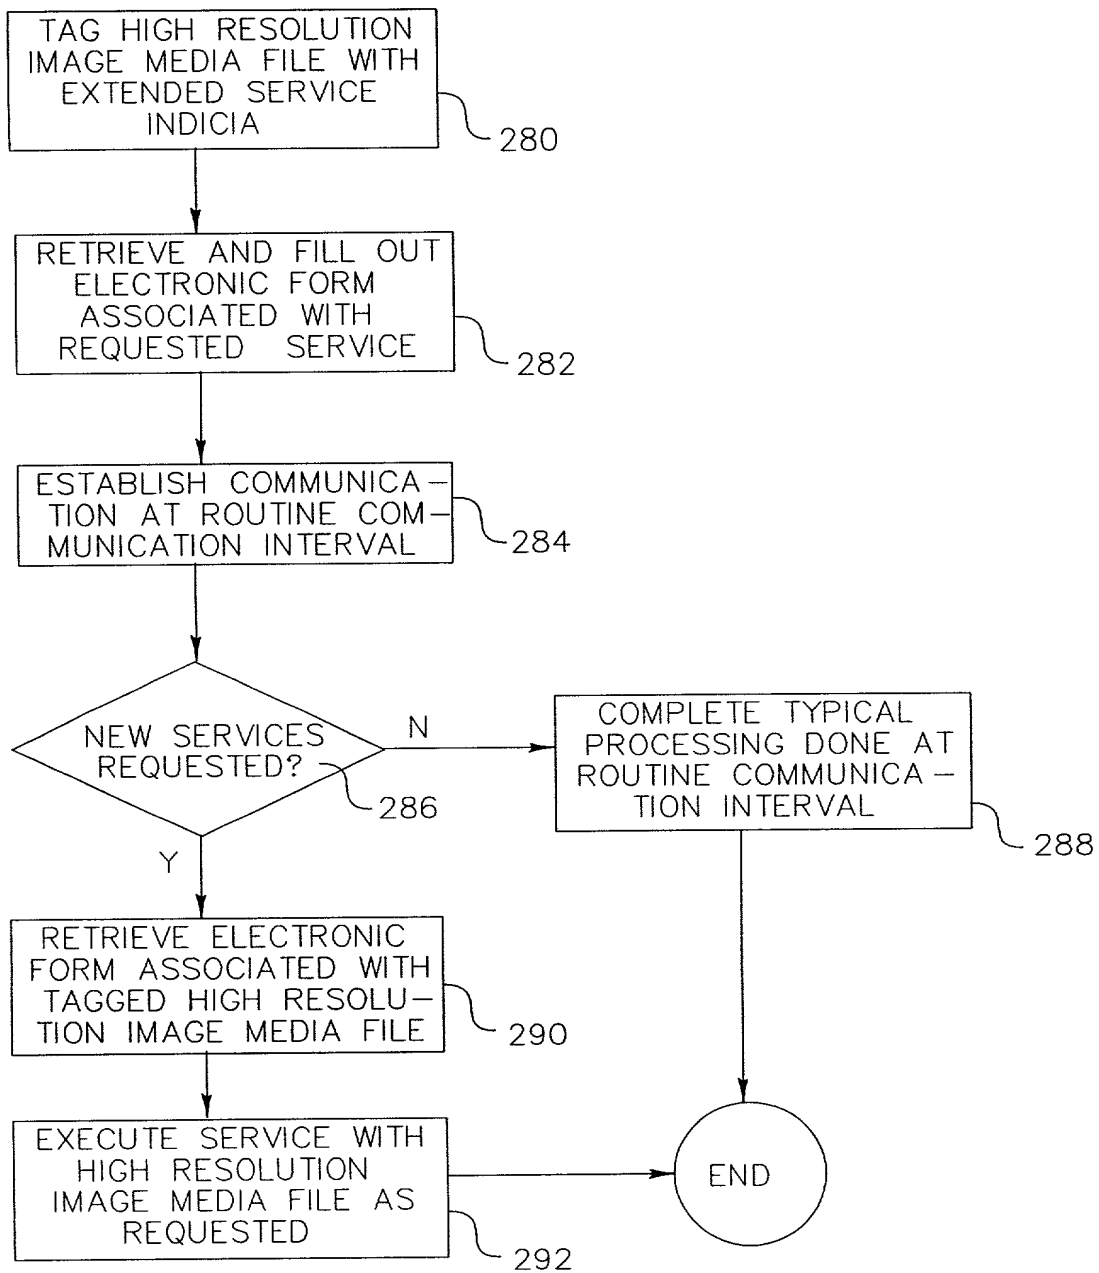 TAG HIGH RESOLUTION
IMAGE MEDIA FILE WITH
EXTENDED SERVICE
INDICIA
280
RETRIEVE AND FILL OUT
ELECTRONIC FORM
ASSOCIATED WITH
REQUESTED SERVICE
282
ESTABLISH COMMUNICA-
TION AT ROUTINE COM-
MUNICATION INTERVAL
284
NEW SERVICES
REQUESTED?
286
N
Y
COMPLETE TYPICAL
PROCESSING DONE AT
ROUTINE COMMUNICA-
TION INTERVAL
288
RETRIEVE ELECTRONIC
FORM ASSOCIATED WITH
TAGGED HIGH RESOLU-
TION IMAGE MEDIA FILE
290
EXECUTE SERVICE WITH
HIGH RESOLUTION
IMAGE MEDIA FILE AS
REQUESTED
292
END